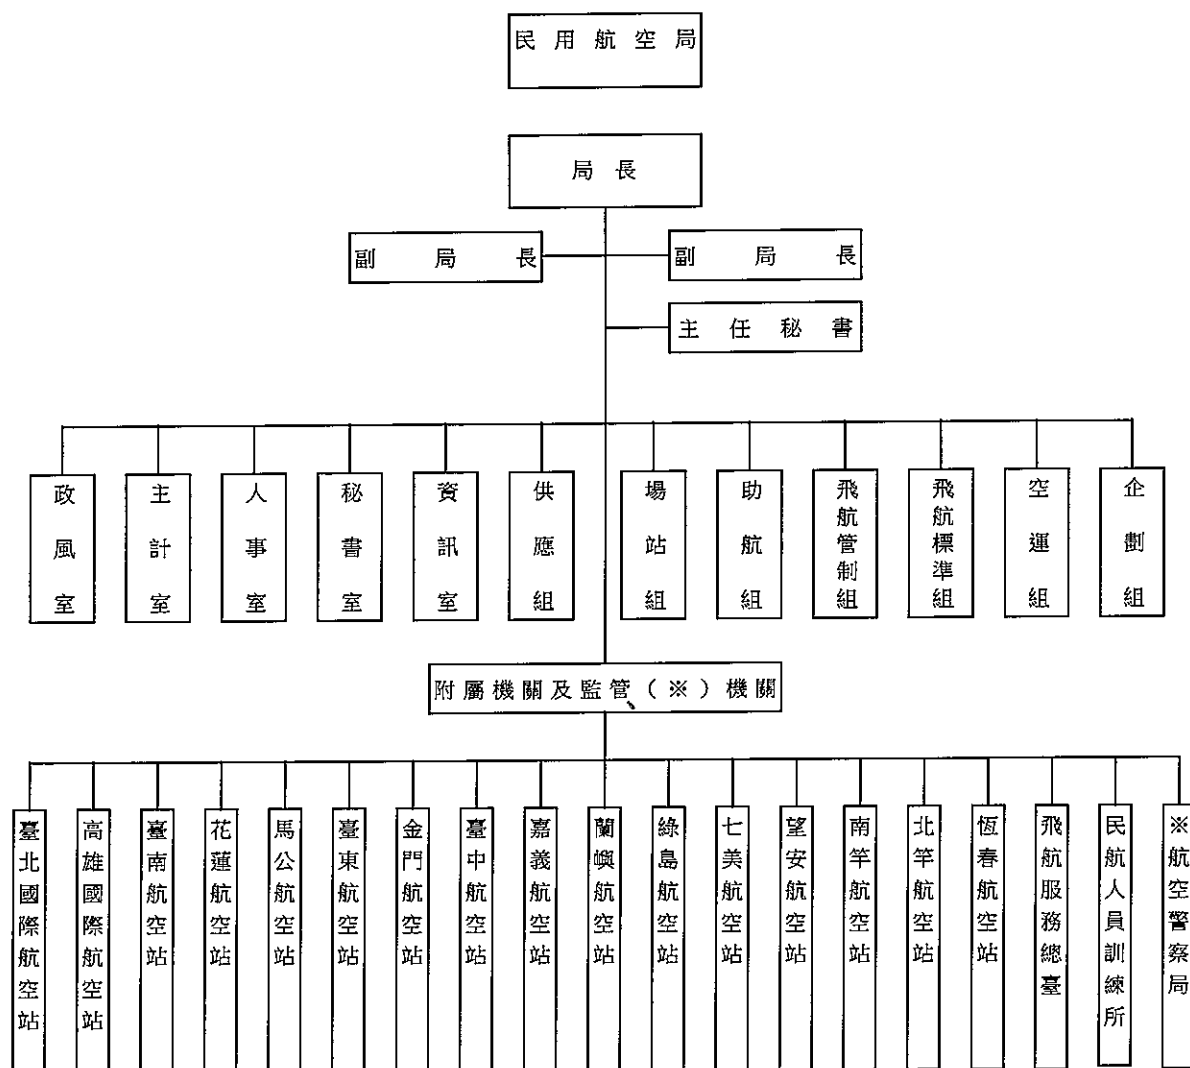 民用航空局
局長
副局長
副局長
主任秘書
政風室
主計室
人事室
秘書室
資訊室
供應組
場站組
助航組
飛航管制組
飛航標準組
空運組
企劃組
附屬機關及監管(※)機關
臺北國際航空站
高雄國際航空站
臺南航空站
花蓮航空站
馬公航空站
臺東航空站
金門航空站
臺中航空站
嘉義航空站
蘭嶼航空站
綠島航空站
七美航空站
望安航空站
南竿航空站
北竿航空站
恆春航空站
飛航服務總臺
民航人員訓練所
※航空警察局